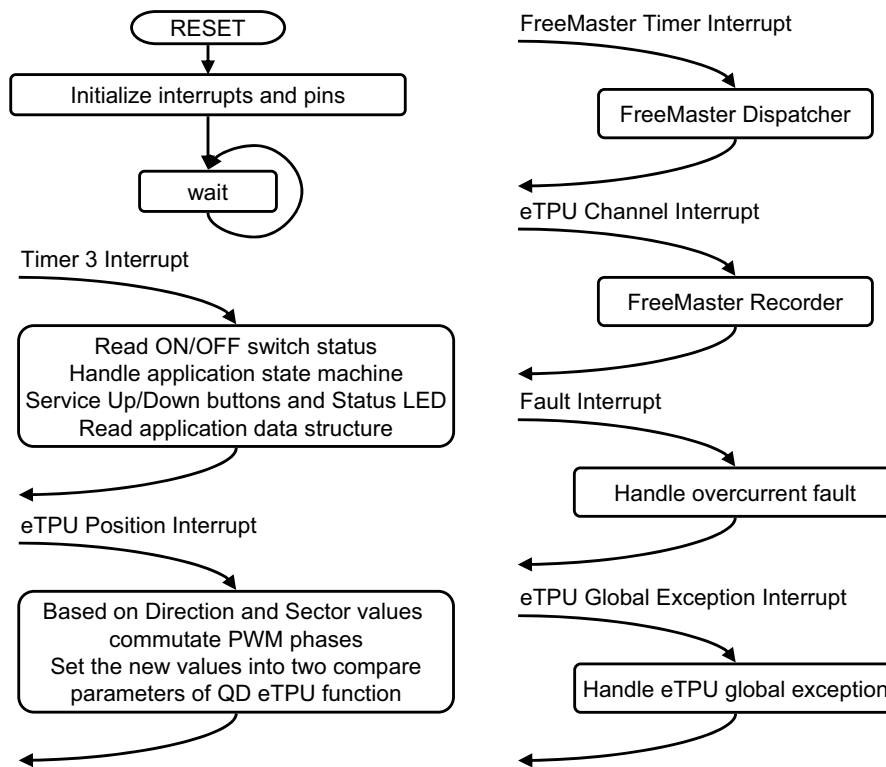 RESET
Initialize interrupts and pins
wait
Timer 3 Interrupt
Read ON/OFF switch status
Handle application state machine
Service Up/Down buttons and Status LED
Read application data structure
eTPU Position Interrupt
Based on Direction and Sector values
commutate PWM phases
Set the new values into two compare
parameters of QD eTPU function
FreeMaster Timer Interrupt
FreeMaster Dispatcher
eTPU Channel Interrupt
FreeMaster Recorder
Fault Interrupt
Handle overcurrent fault
eTPU Global Exception Interrupt
Handle eTPU global exception